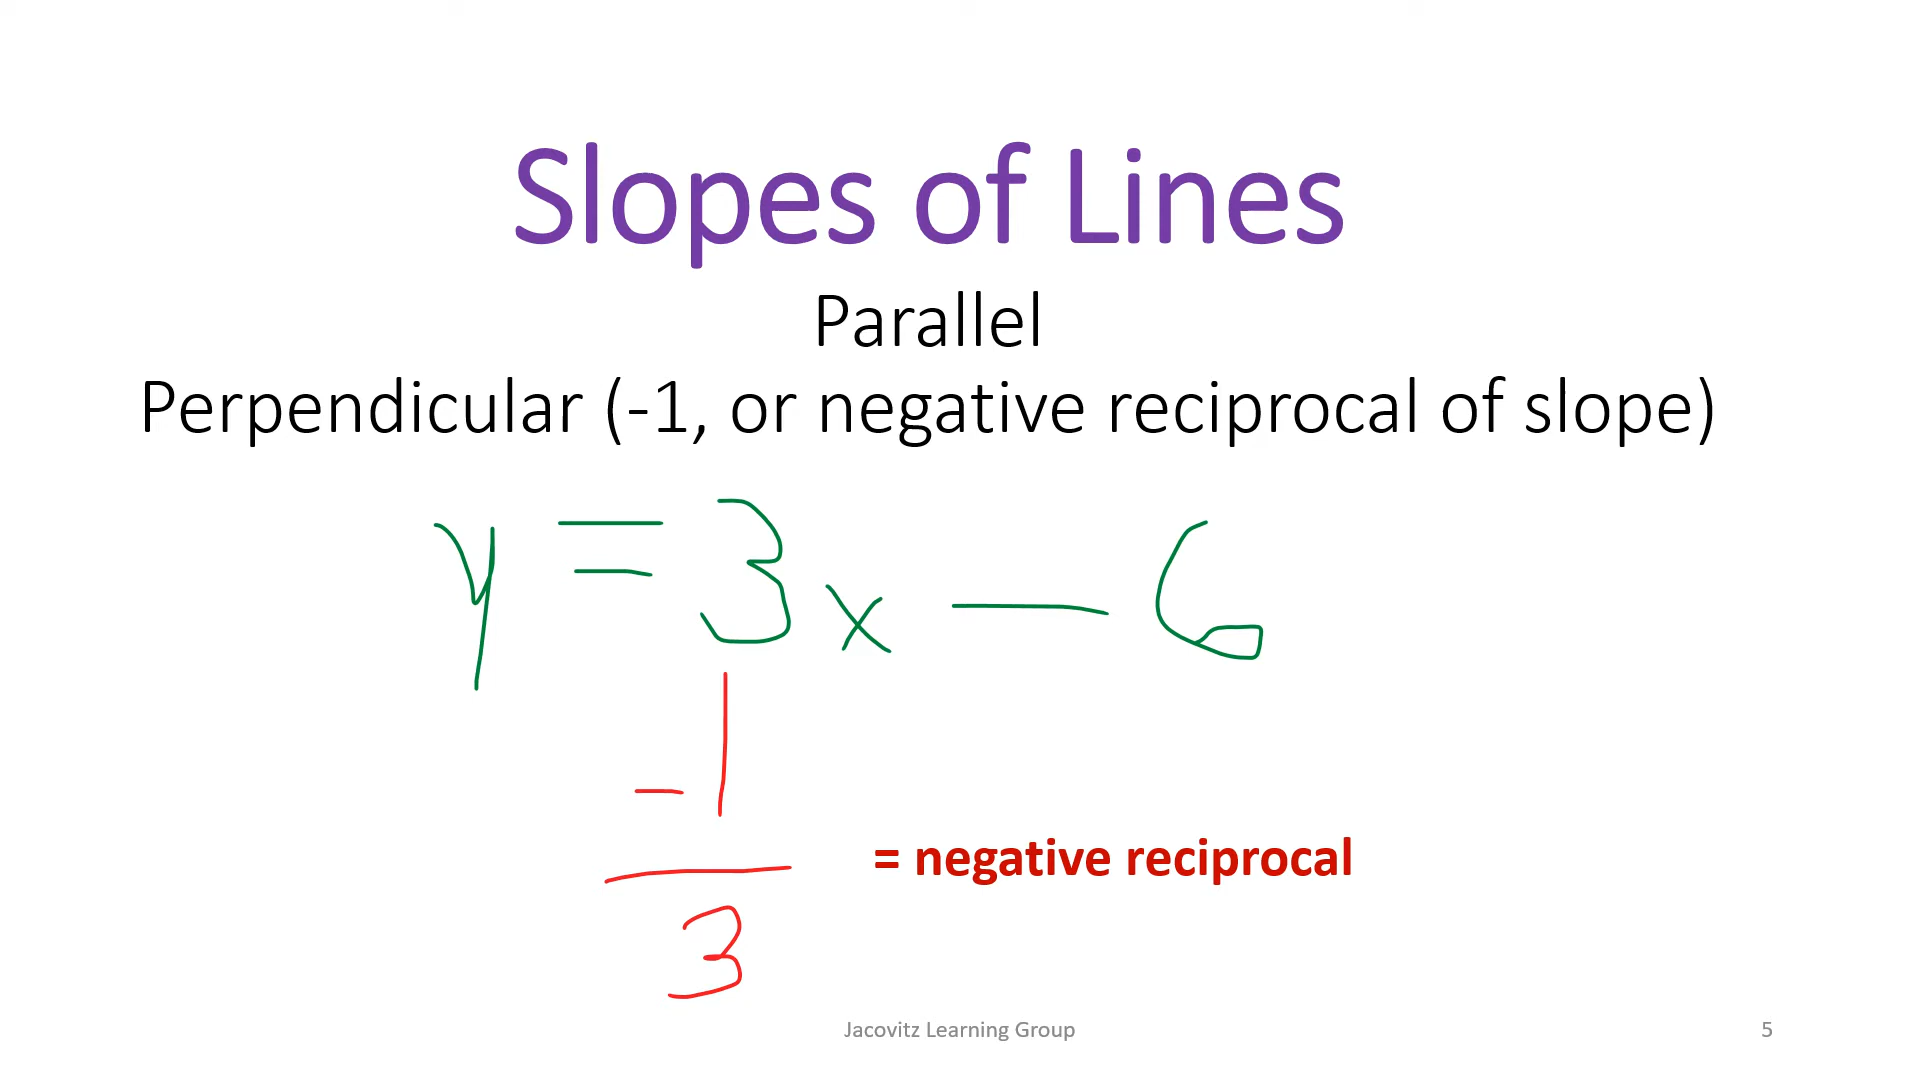 Slopes of Lines
Parallel
Perpendicular (-1, or negative reciprocal of slope)
y = 3x - 6
-1
3
= negative reciprocal
Jacovitz Learning Group
5